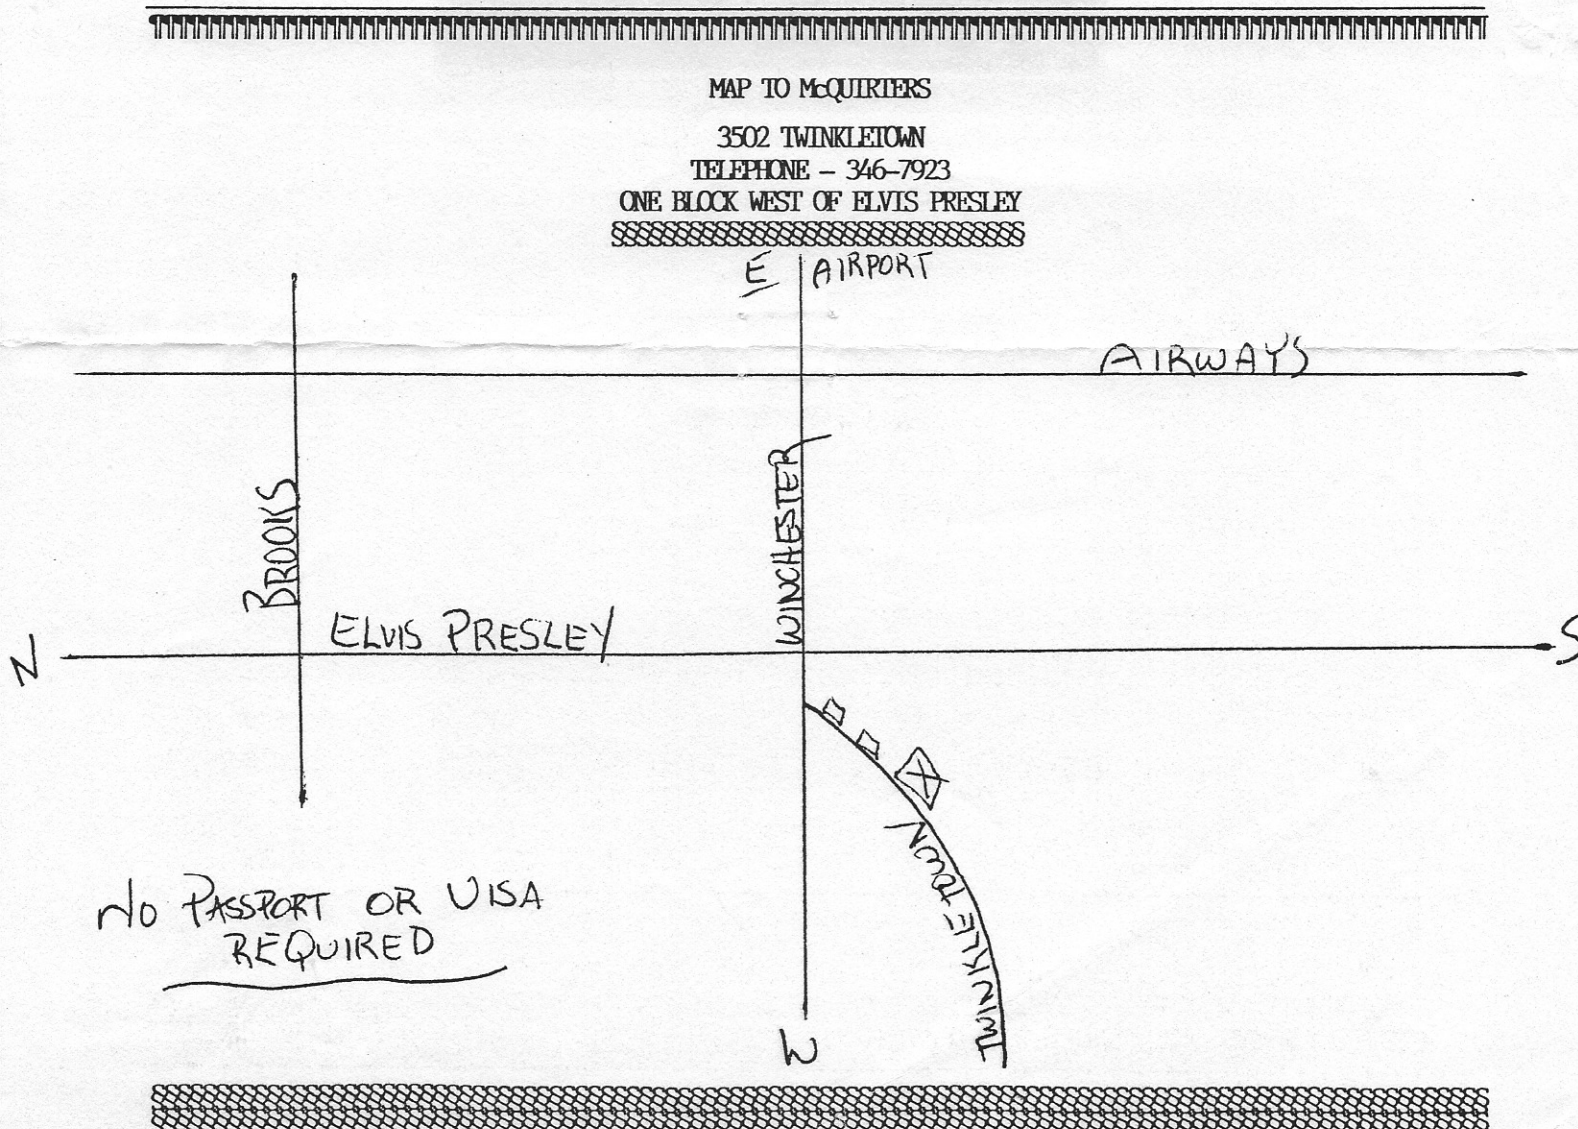 MAP TO McQUIRTERS
3502 TWINKLETOWN
TELEPHONE - 346-7923
ONE BLOCK WEST OF ELVIS PRESLEY
E AIRPORT
AIRWAYS
BROOKS
WINCHESTER
ELVIS PRESLEY
N
S
TWINKLETOWN
NO PASSPORT OR VISA
REQUIRED
W